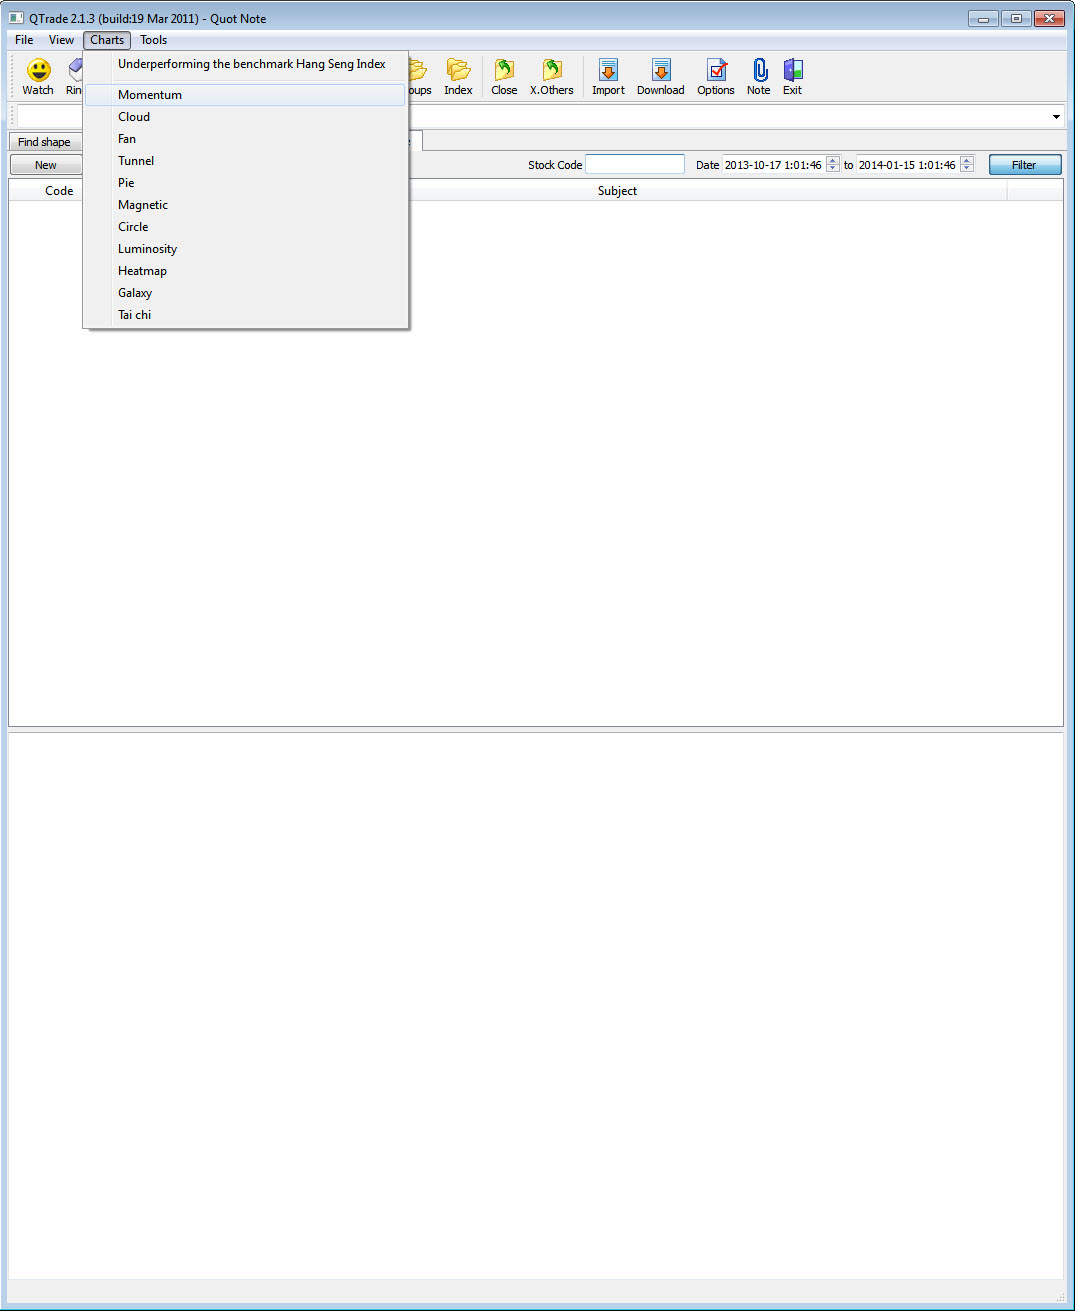 QTrade 2.1.3 (build:19 Mar 2011) - Quot Note
File View Charts Tools
Underperforming the benchmark Hang Seng Index
Watch Index Close X.Others Import Download Options Note Exit
Momentum
Cloud
Fan
Find shape
Tunnel
New Stock Code Date 2013-10-17 1:01:46 to 2014-01-15 1:01:46 Filter
Pie
Code Subject
Magnetic
Circle
Luminosity
Heatmap
Galaxy
Tai chi